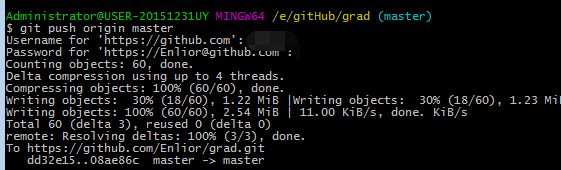 Administrator@USER-20151231UY MINGW64 /e/gitHub/grad (master)
$ git push origin master
Username for 'https://github.com':
Password for 'https://Enlior@github.com':
Counting objects: 60, done.
Delta compression using up to 4 threads.
Compressing objects: 100% (60/60), done.
Writing objects:  30% (18/60), 1.22 MiB |Writing objects:  30% (18/60), 1.23 Mi
Writing objects: 100% (60/60), 2.54 MiB | 11.00 KiB/s, done. KiB/s
Total 60 (delta 3), reused 0 (delta 0)
remote: Resolving deltas: 100% (3/3), done.
To https://github.com/Enlior/grad.git
   dd32e15..08ae86c  master -> master